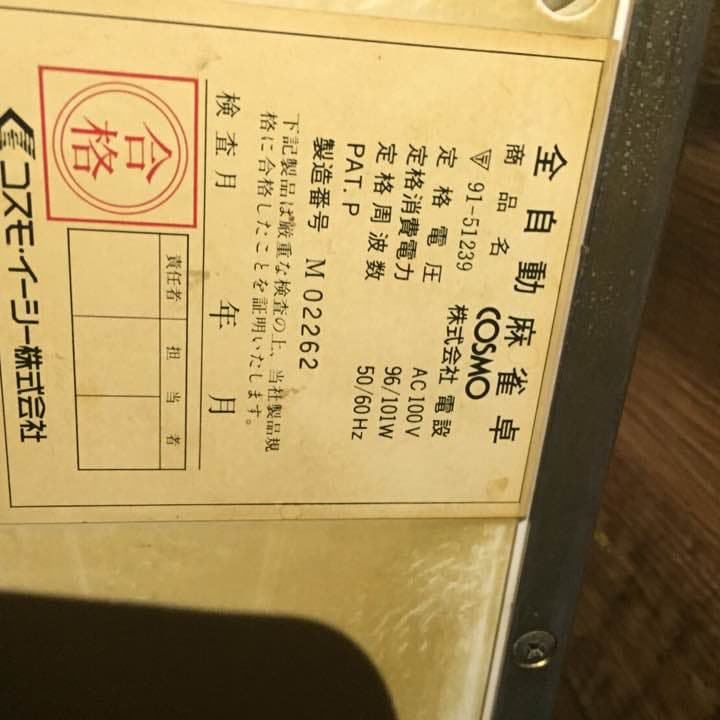 全自動麻雀卓
商品名 COSMO
▽ 91-51239 株式会社 電設
定格電圧 AC100V
定格消費電力 96/101W
定格周波数 50/60Hz
PAT.P
製造番号 M02262
下記製品は厳重な検査の上、当社製品規
格に合格したことを証明いたします。
検査月 年 月
合格
責任者 担当者
コスモ・イーシー株式会社